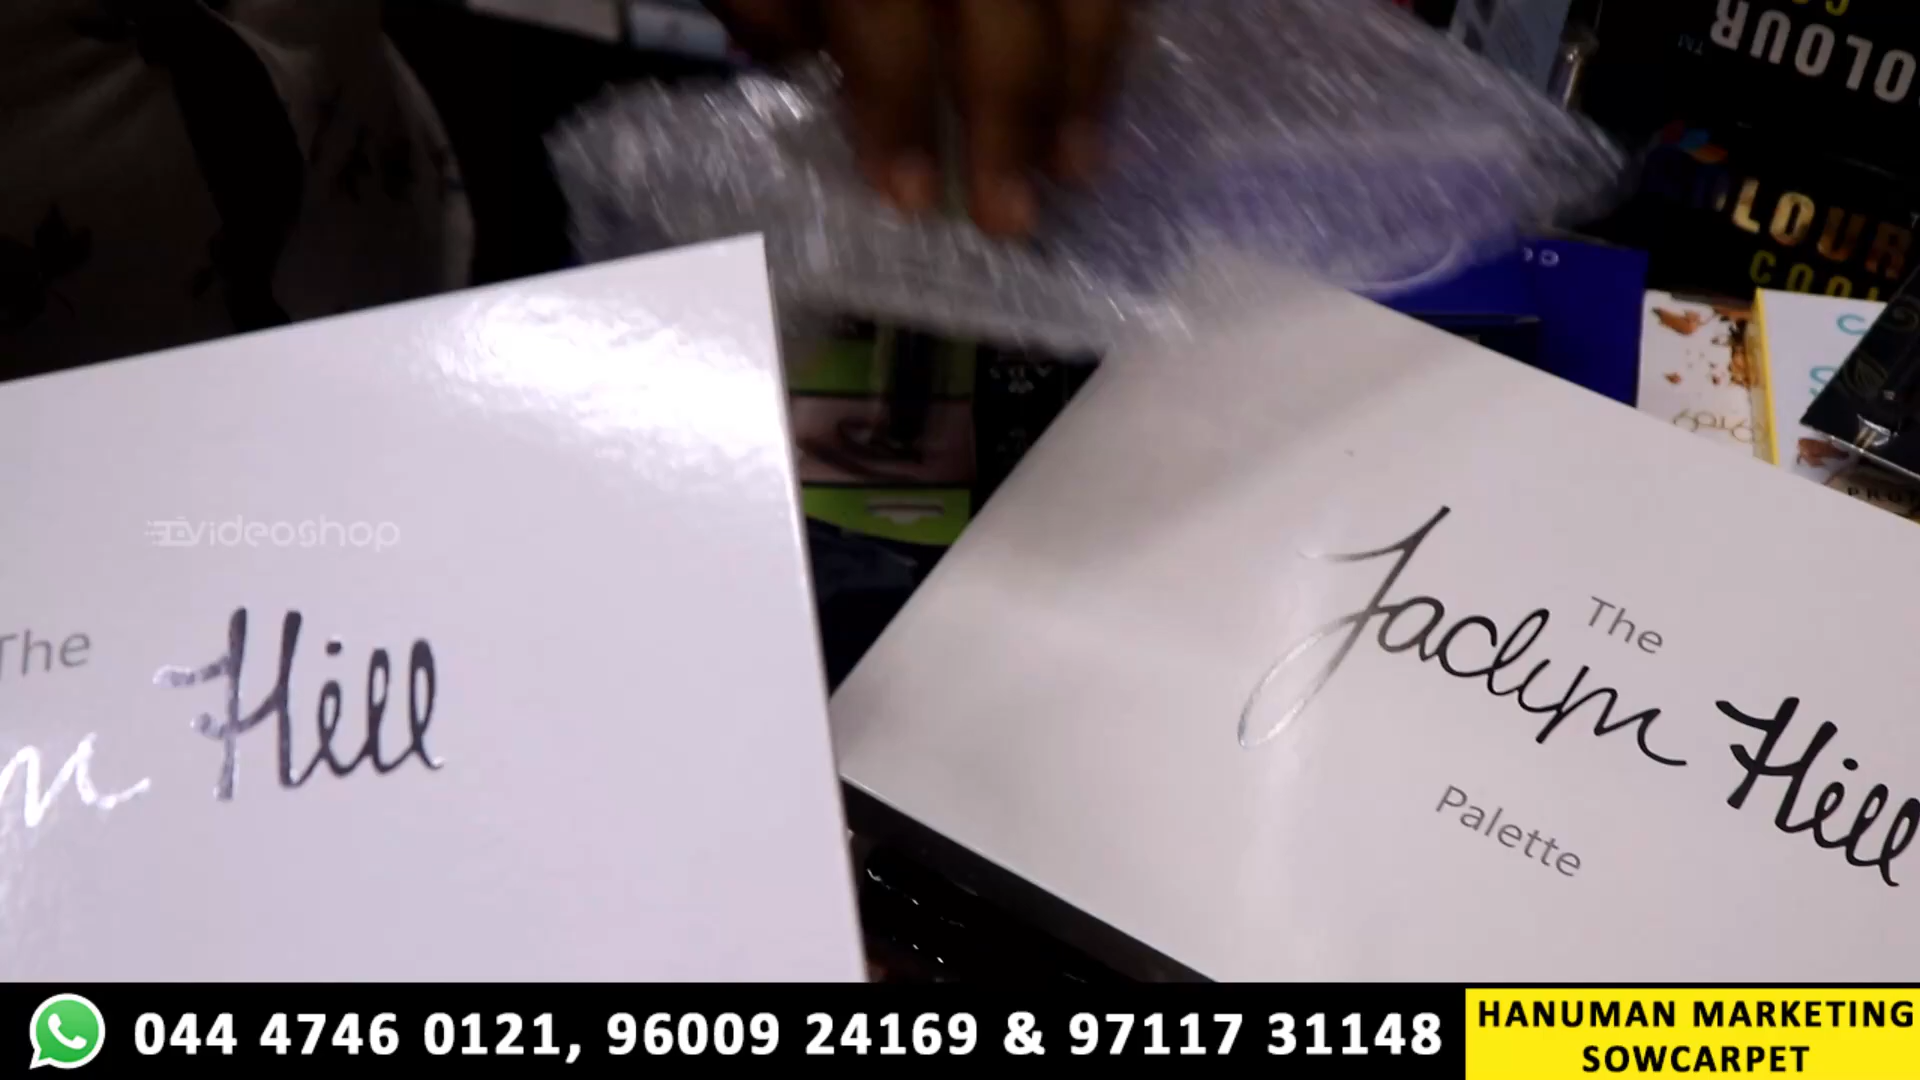 OLOUR
TM
LOUR
videoshop
The
Hill
The
Jaclyn Hill
Palette
044 4746 0121, 96009 24169 & 97117 31148
HANUMAN MARKETING
SOWCARPET